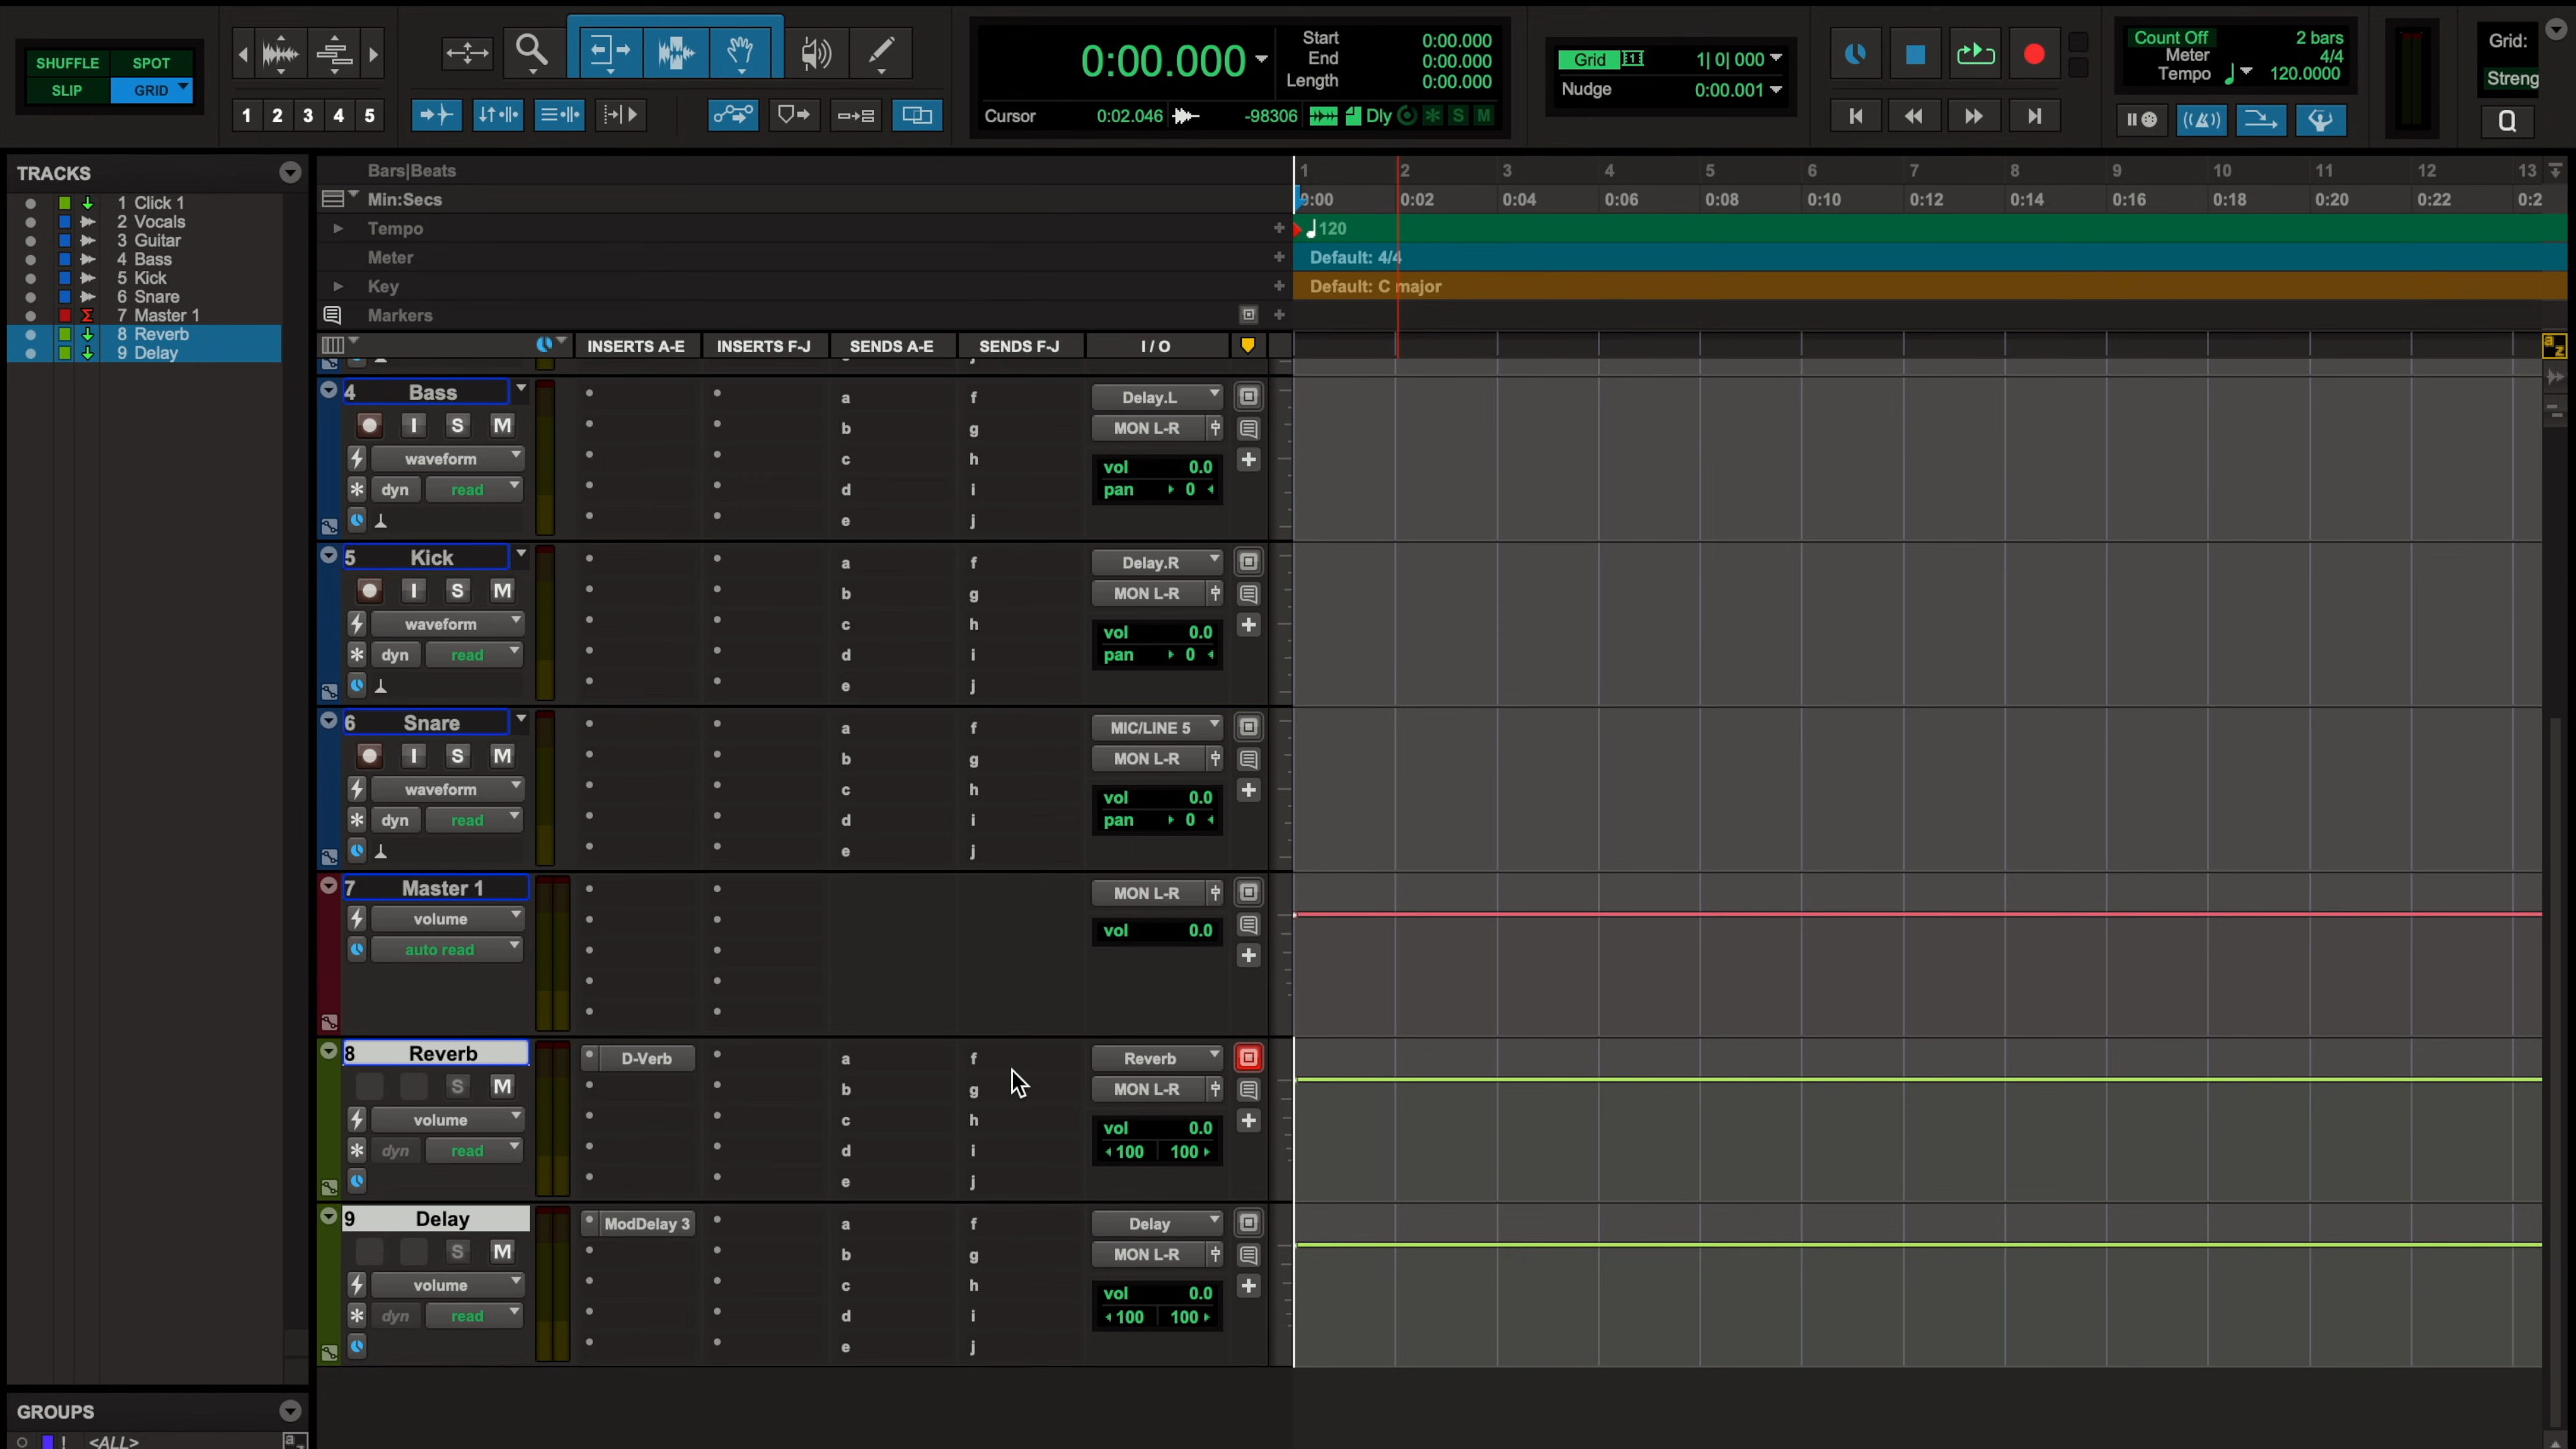 SHUFFLE SPOT
SLIP GRID
1 2 3 4 5
0:00.000
Start 0:00.000
End 0:00.000
Length 0:00.000
Cursor 0:02.046 -98306 Dly S M
Grid 1| 0| 000
Nudge 0:00.001
Count Off 2 bars
Meter 4/4
Tempo 120.0000
Grid:
Streng
Q
TRACKS
1 Click 1
2 Vocals
3 Guitar
4 Bass
5 Kick
6 Snare
7 Master 1
8 Reverb
9 Delay
GROUPS
! <ALL>
a z
Bars|Beats 1 2 3 4 5 6 7 8 9 10 11 12 13
Min:Secs 0:00 0:02 0:04 0:06 0:08 0:10 0:12 0:14 0:16 0:18 0:20 0:22 0:2
Tempo 120
Meter Default: 4/4
Key Default: C major
Markers
INSERTS A-E INSERTS F-J SENDS A-E SENDS F-J I / O
a z
4 Bass a f Delay.L
I S M b g MON L-R
waveform c h vol 0.0
dyn read d i pan 0
e j
5 Kick a f Delay.R
I S M b g MON L-R
waveform c h vol 0.0
dyn read d i pan 0
e j
6 Snare a f MIC/LINE 5
I S M b g MON L-R
waveform c h vol 0.0
dyn read d i pan 0
e j
7 Master 1 MON L-R
volume vol 0.0
auto read
8 Reverb D-Verb a f Reverb
S M b g MON L-R
volume c h vol 0.0
dyn read d i 100 100
e j
9 Delay ModDelay 3 a f Delay
S M b g MON L-R
volume c h vol 0.0
dyn read d i 100 100
e j